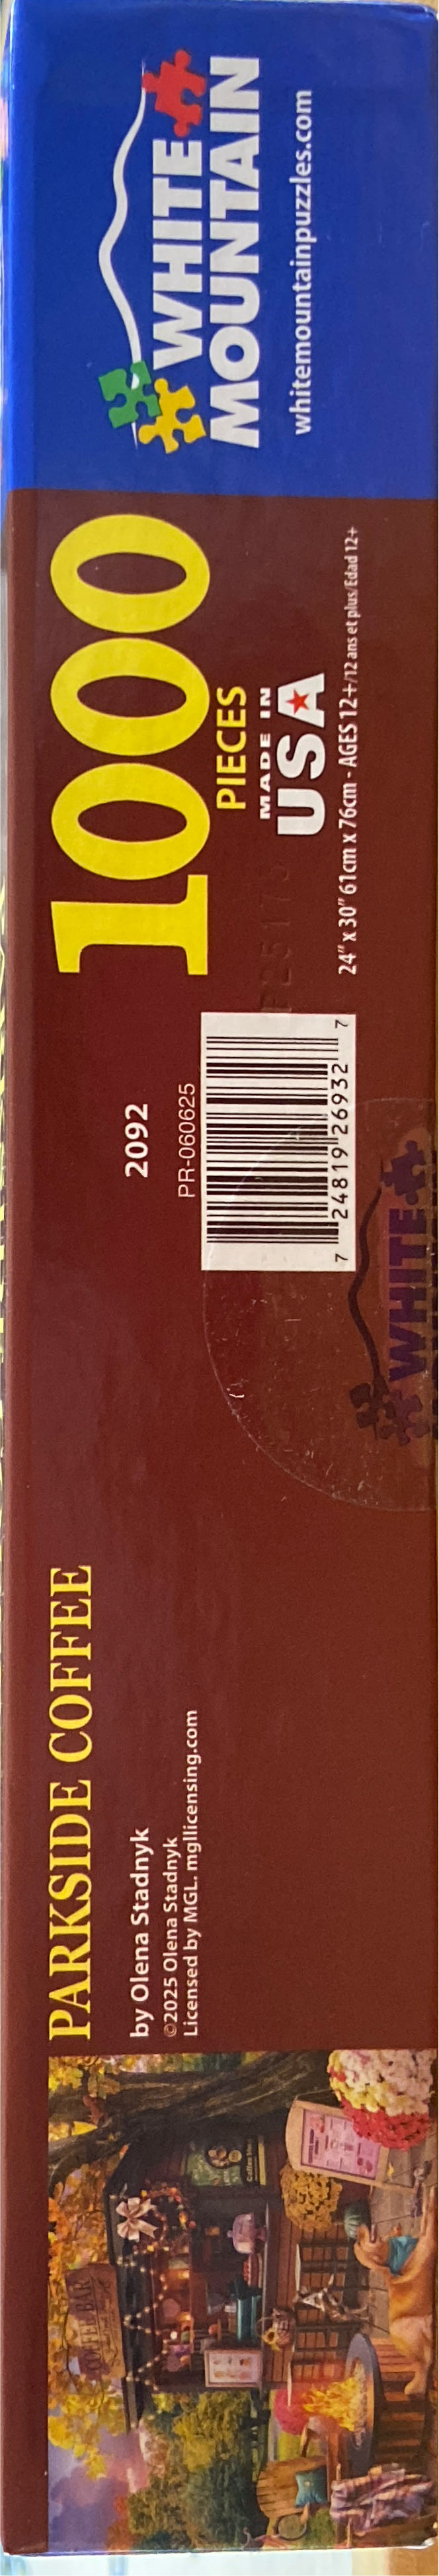 COFFEE BAR
PARKSIDE COFFEE
by Olena Stadnyk
©2025 Olena Stadnyk
Licensed by MGL. mgllicensing.com
2092
PR-060625
7 24819 26932 7
WHITE
1000
PIECES
MADE IN
USA
24" x 30" 61cm x 76cm - AGES 12+/12 ans et plus/Edad 12+
WHITE
MOUNTAIN
whitemountainpuzzles.com